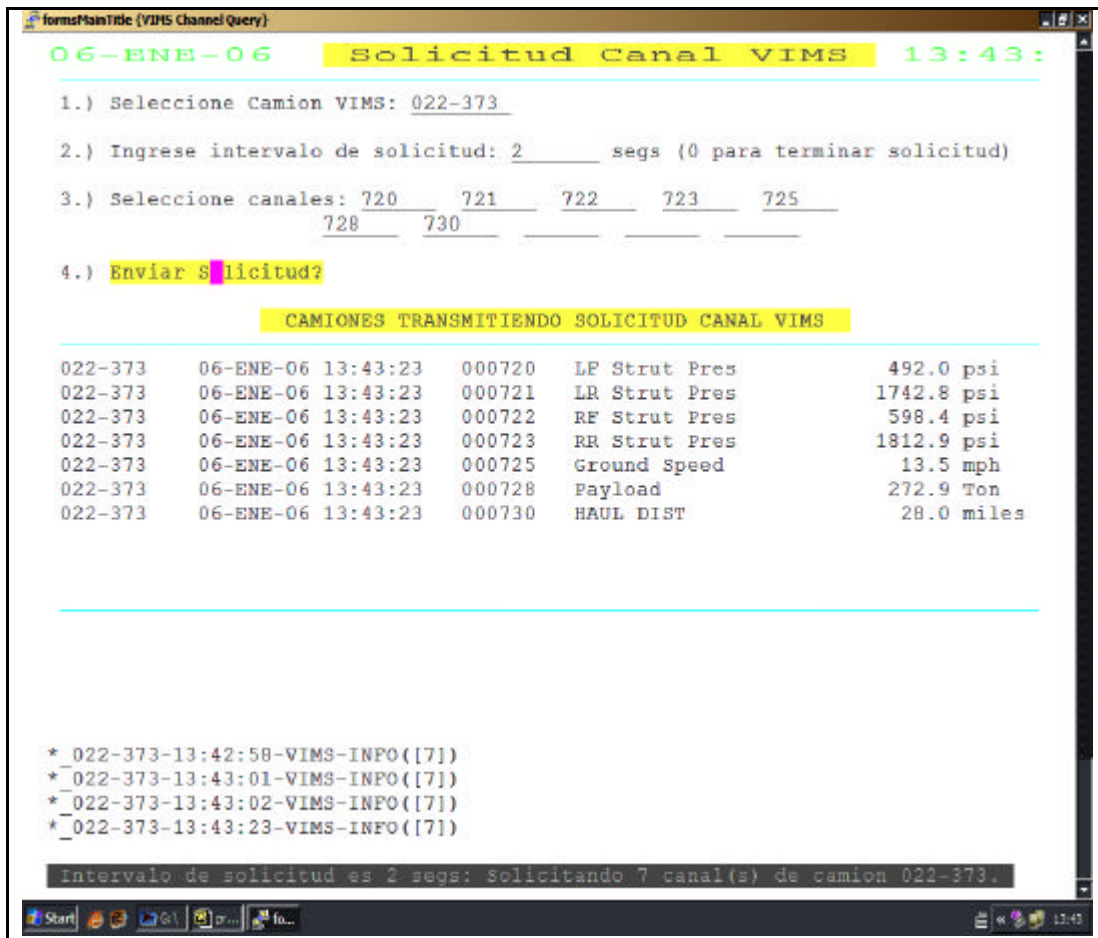 formsMainTitle {VIMS Channel Query}
06-ENE-06 Solicitud Canal VIMS 13:43:
1.) Seleccione Camion VIMS: 022-373
2.) Ingrese intervalo de solicitud: 2 segs (0 para terminar solicitud)
3.) Seleccione canales: 720 721 722 723 725
728 730
4.) Enviar S licitud?
CAMIONES TRANSMITIENDO SOLICITUD CANAL VIMS
022-373 06-ENE-06 13:43:23 000720 LF Strut Pres 492.0 psi
022-373 06-ENE-06 13:43:23 000721 LR Strut Pres 1742.8 psi
022-373 06-ENE-06 13:43:23 000722 RF Strut Pres 598.4 psi
022-373 06-ENE-06 13:43:23 000723 RR Strut Pres 1812.9 psi
022-373 06-ENE-06 13:43:23 000725 Ground Speed 13.5 mph
022-373 06-ENE-06 13:43:23 000728 Payload 272.9 Ton
022-373 06-ENE-06 13:43:23 000730 HAUL DIST 28.0 miles
*_022-373-13:42:58-VIMS-INFO([7])
*_022-373-13:43:01-VIMS-INFO([7])
*_022-373-13:43:02-VIMS-INFO([7])
*_022-373-13:43:23-VIMS-INFO([7])
Intervalo de solicitud es 2 segs: Solicitando 7 canal(s) de camion 022-373.
Start G:\ pr... fo... 13:43